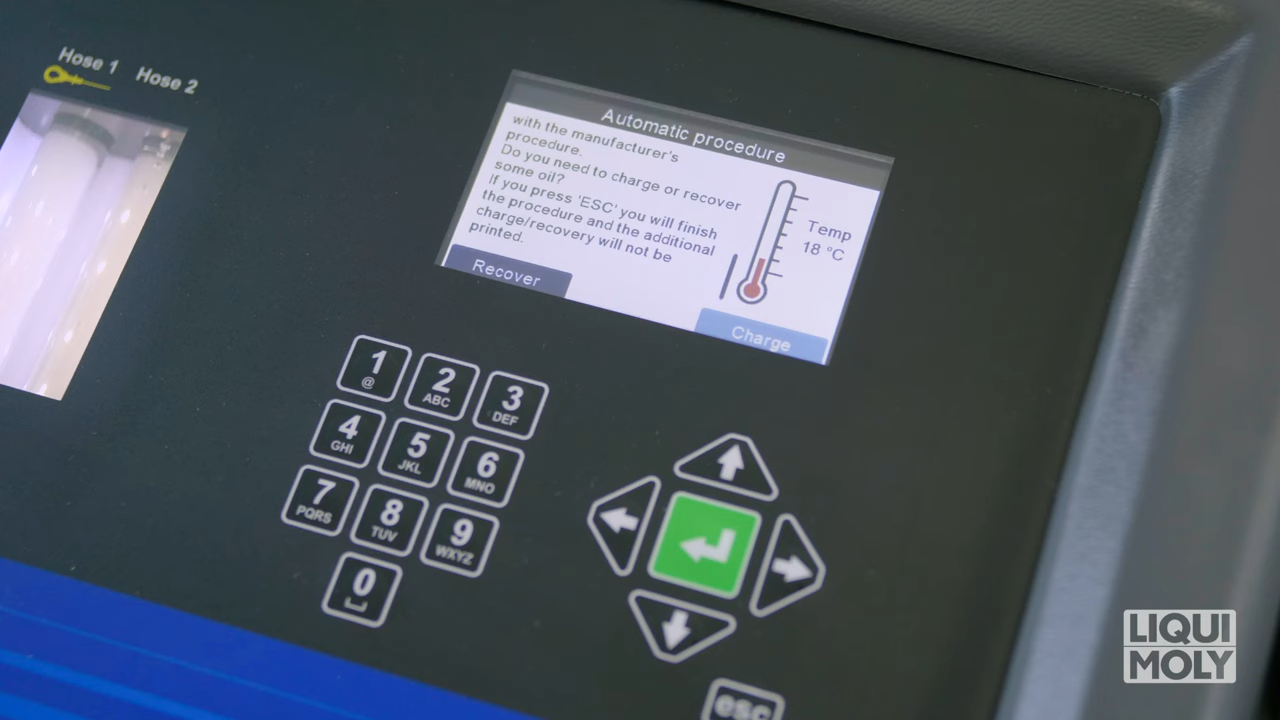 Hose 1
Hose 2
Automatic procedure
with the manufacturer's
procedure.
Do you need to charge or recover
some oil?
If you press 'ESC' you will finish
the procedure and the additional
charge/recovery will not be
printed.
Temp
18 °C
Recover
Charge
1
@
2
ABC
3
DEF
4
GHI
5
JKL
6
MNO
7
PQRS
8
TUV
9
WXYZ
0
esc
LIQUI
MOLY